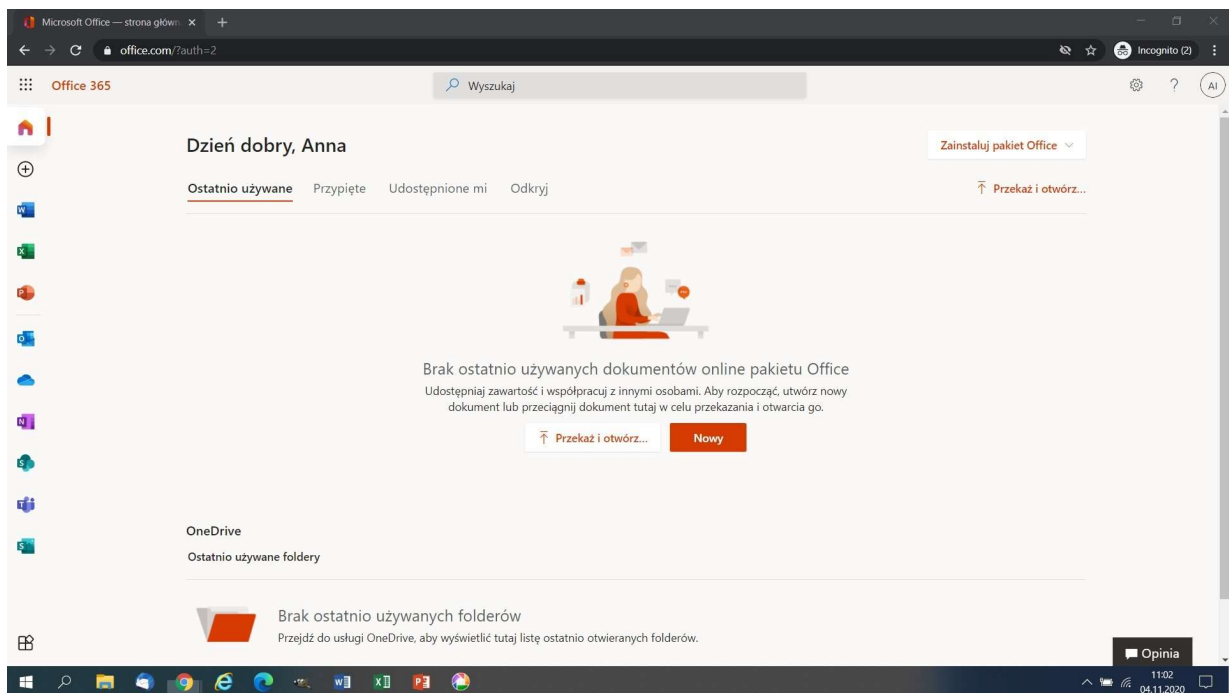 Microsoft Office — strona główn
office.com/?auth=2
Incognito (2)
Office 365
Wyszukaj
AI
Dzień dobry, Anna
Zainstaluj pakiet Office
Ostatnio używane Przypięte Udostępnione mi Odkryj
Przekaż i otwórz...
Brak ostatnio używanych dokumentów online pakietu Office
Udostępniaj zawartość i współpracuj z innymi osobami. Aby rozpocząć, utwórz nowy
dokument lub przeciągnij dokument tutaj w celu przekazania i otwarcia go.
Przekaż i otwórz... Nowy
OneDrive
Ostatnio używane foldery
Brak ostatnio używanych folderów
Przejdź do usługi OneDrive, aby wyświetlić tutaj listę ostatnio otwieranych folderów.
Opinia
11:02
04.11.2020